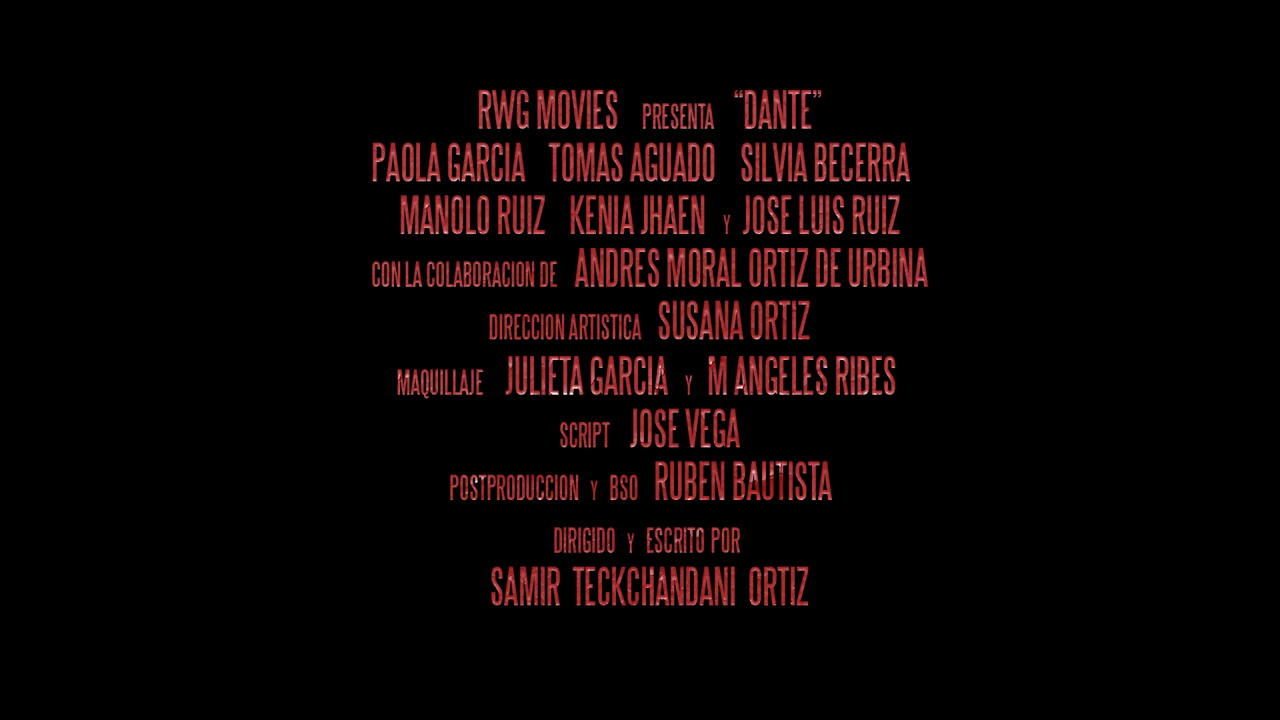 RWG MOVIES PRESENTA “DANTE”
PAOLA GARCIA TOMAS AGUADO SILVIA BECERRA
MANOLO RUIZ KENIA JHAEN Y JOSE LUIS RUIZ
CON LA COLABORACION DE ANDRES MORAL ORTIZ DE URBINA
DIRECCION ARTISTICA SUSANA ORTIZ
MAQUILLAJE JULIETA GARCIA Y M ANGELES RIBES
SCRIPT JOSE VEGA
POSTPRODUCCION Y BSO RUBEN BAUTISTA
DIRIGIDO Y ESCRITO POR
SAMIR TECKCHANDANI ORTIZ